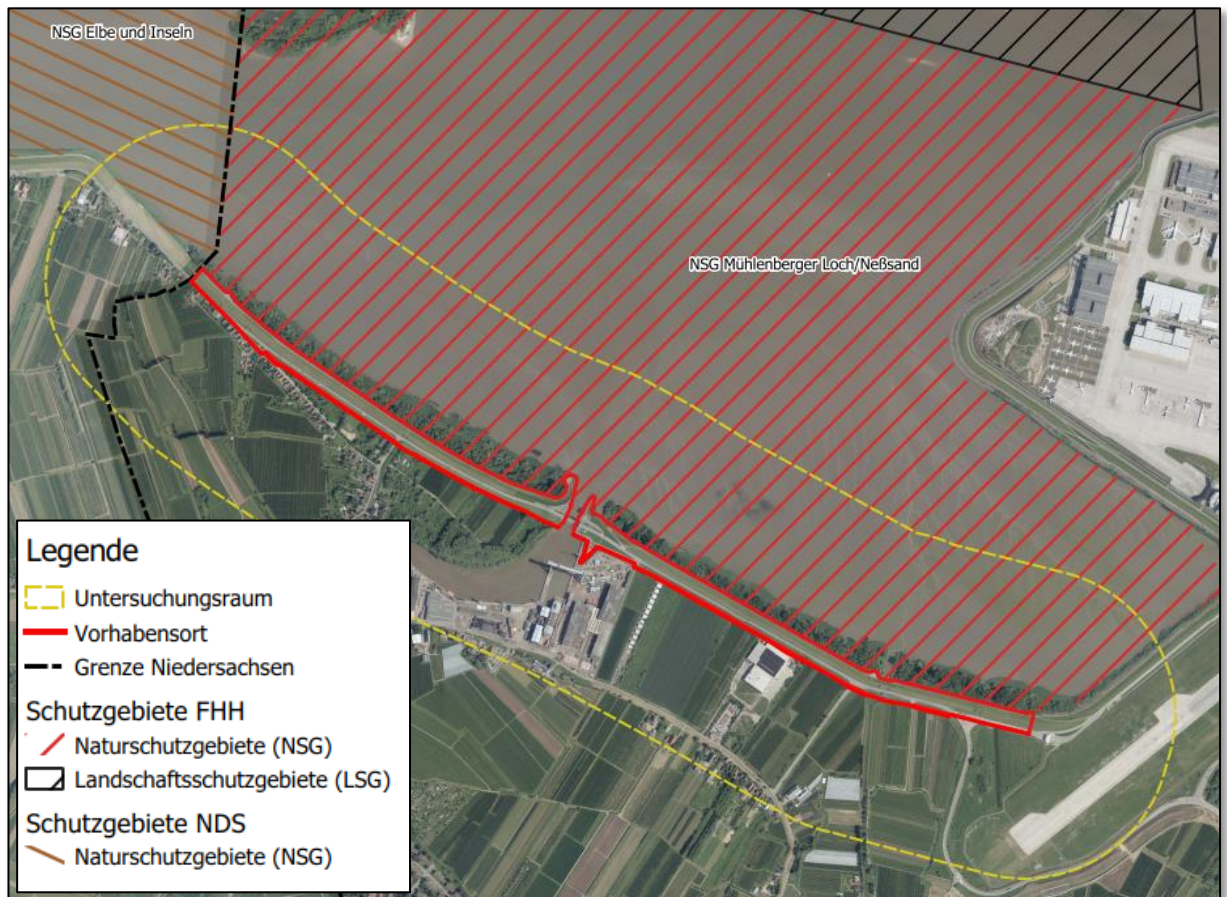 NSG Elbe und Inseln
NSG Mühlenberger Loch/Neßsand
Legende
Untersuchungsraum
Vorhabensort
Grenze Niedersachsen
Schutzgebiete FHH
Naturschutzgebiete (NSG)
Landschaftsschutzgebiete (LSG)
Schutzgebiete NDS
Naturschutzgebiete (NSG)